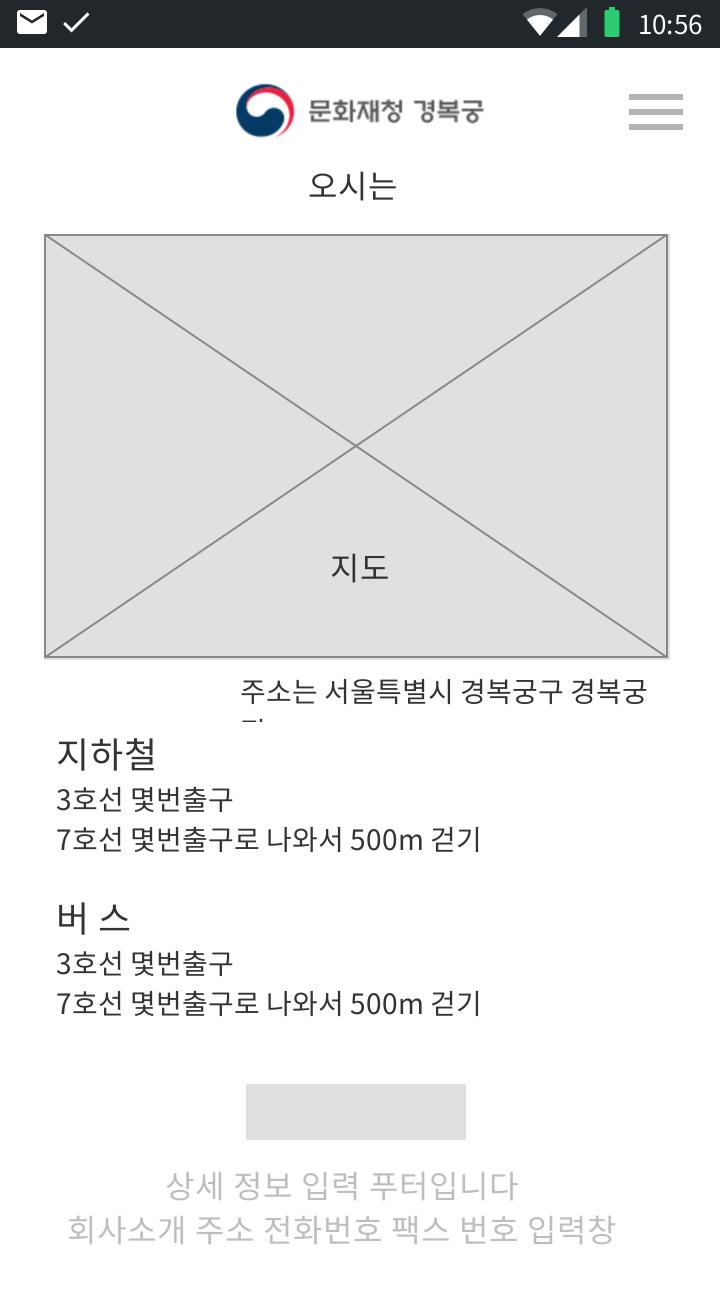 10:56
문화재청 경복궁
오시는
지도
주소는 서울특별시 경복궁구 경복궁
지하철
3호선 몇번출구
7호선 몇번출구로 나와서 500m 걷기
버 스
3호선 몇번출구
7호선 몇번출구로 나와서 500m 걷기
상세 정보 입력 푸터입니다
회사소개 주소 전화번호 팩스 번호 입력창